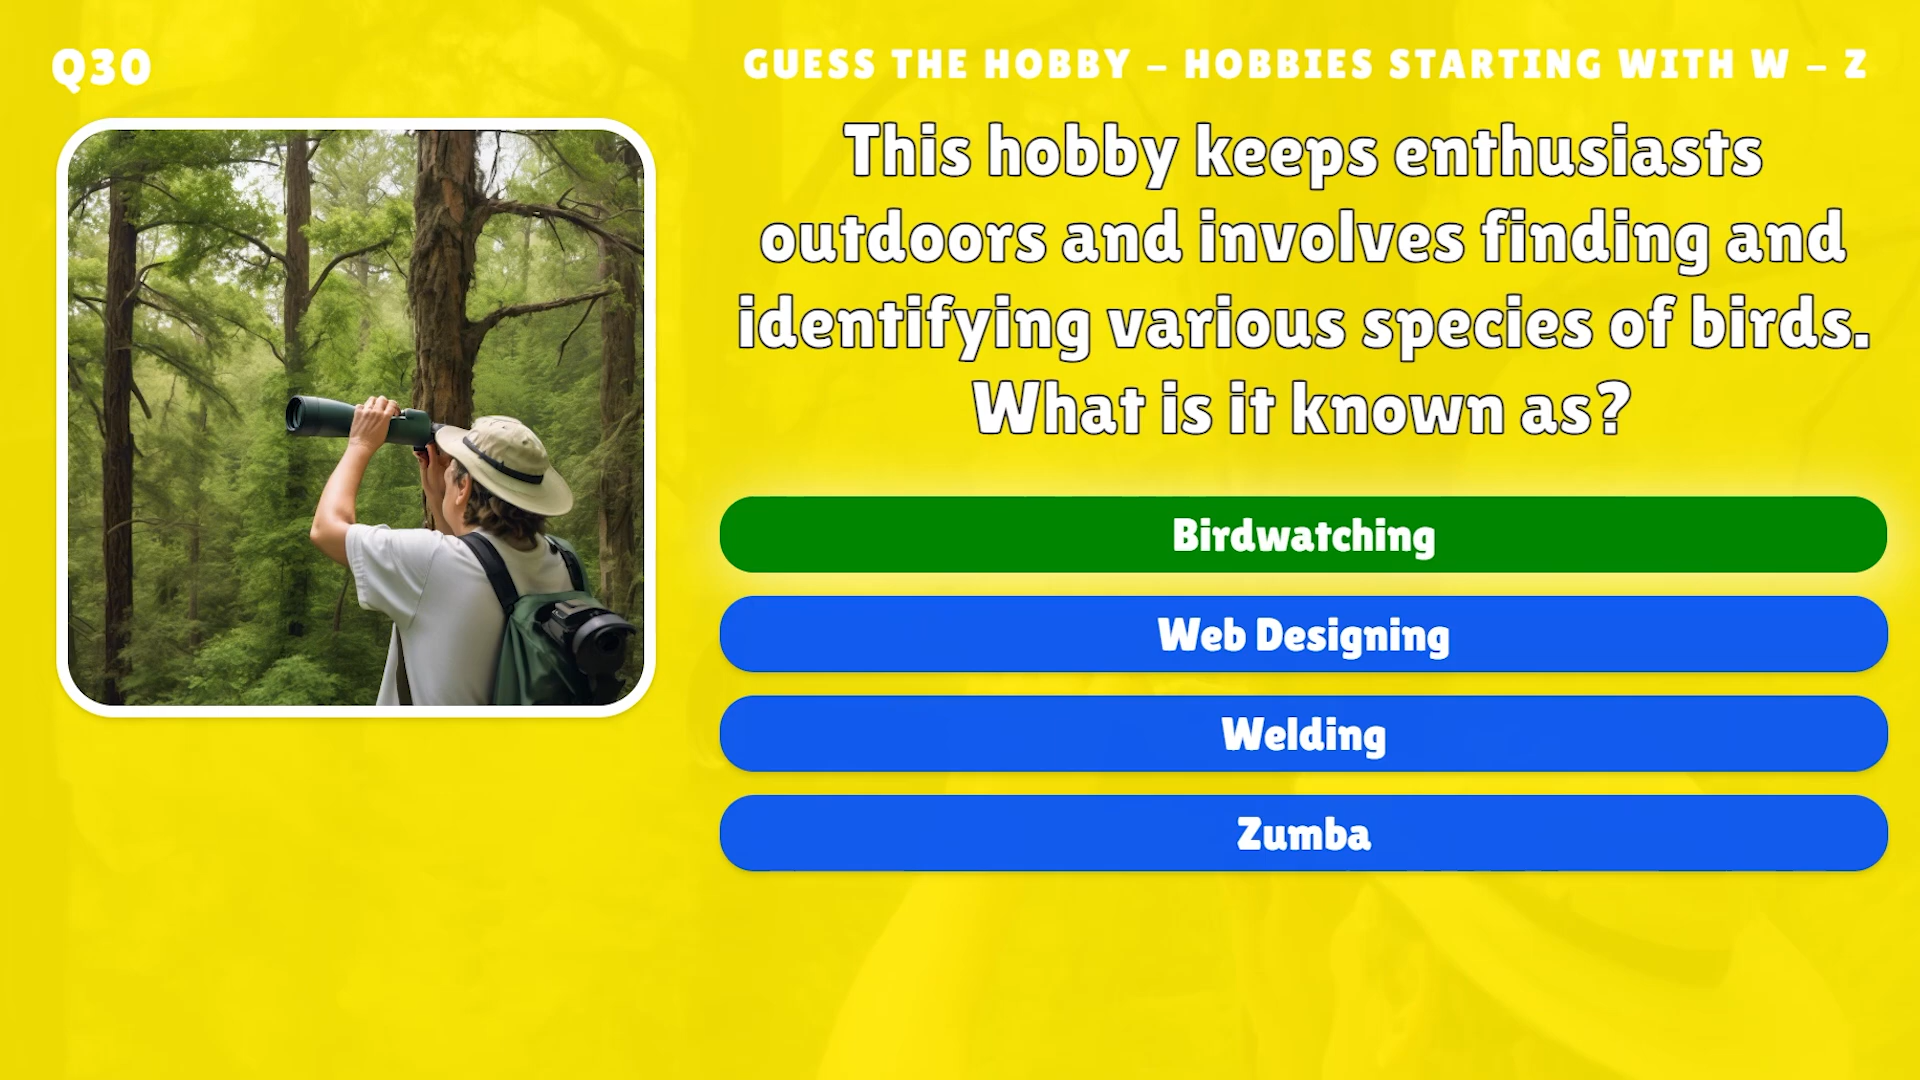 Q30
GUESS THE HOBBY – HOBBIES STARTING WITH W – Z
This hobby keeps enthusiasts
outdoors and involves finding and
identifying various species of birds.
What is it known as?
Birdwatching
Web Designing
Welding
Zumba